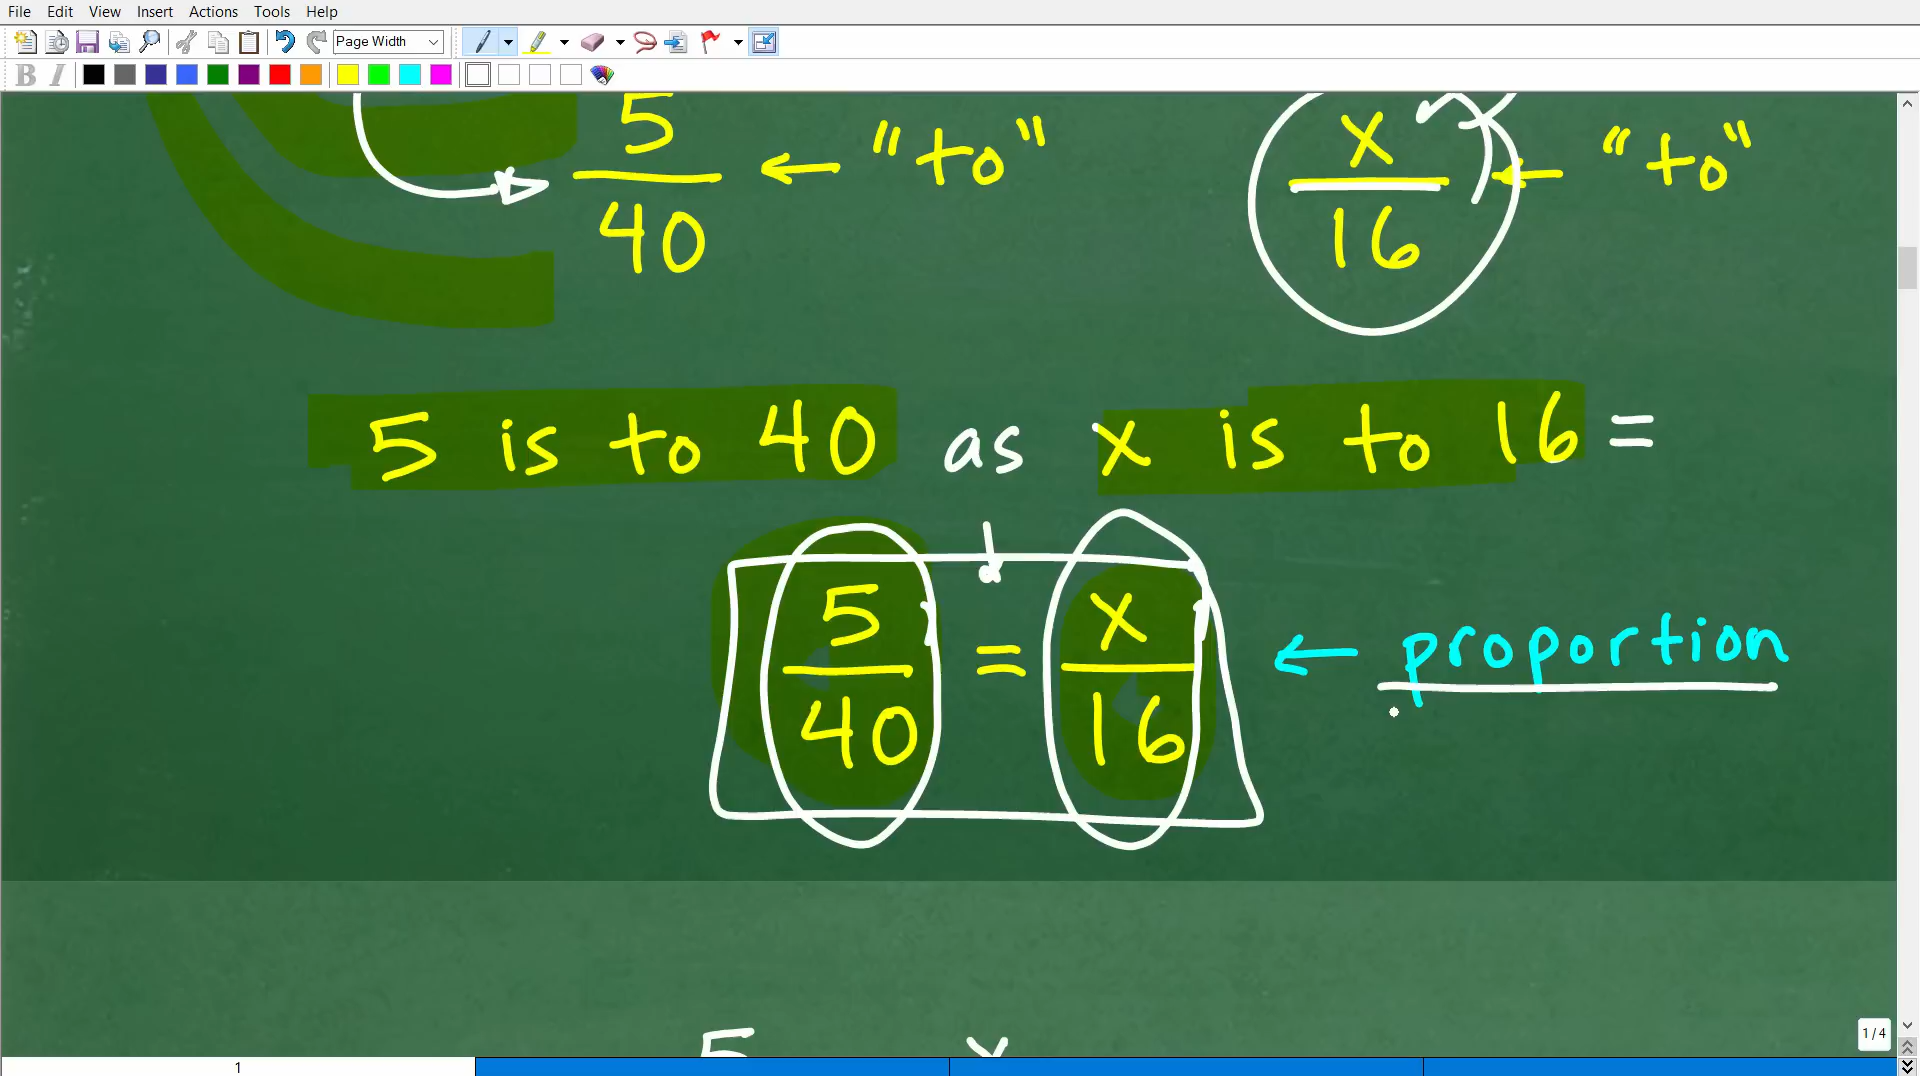 File Edit View Insert Actions Tools Help
Page Width
B I
5/40 ← "to"
x/16 ← "to"
5 is to 40 as x is to 16 =
5/40 = x/16 ← proportion
5 x
1/4
1